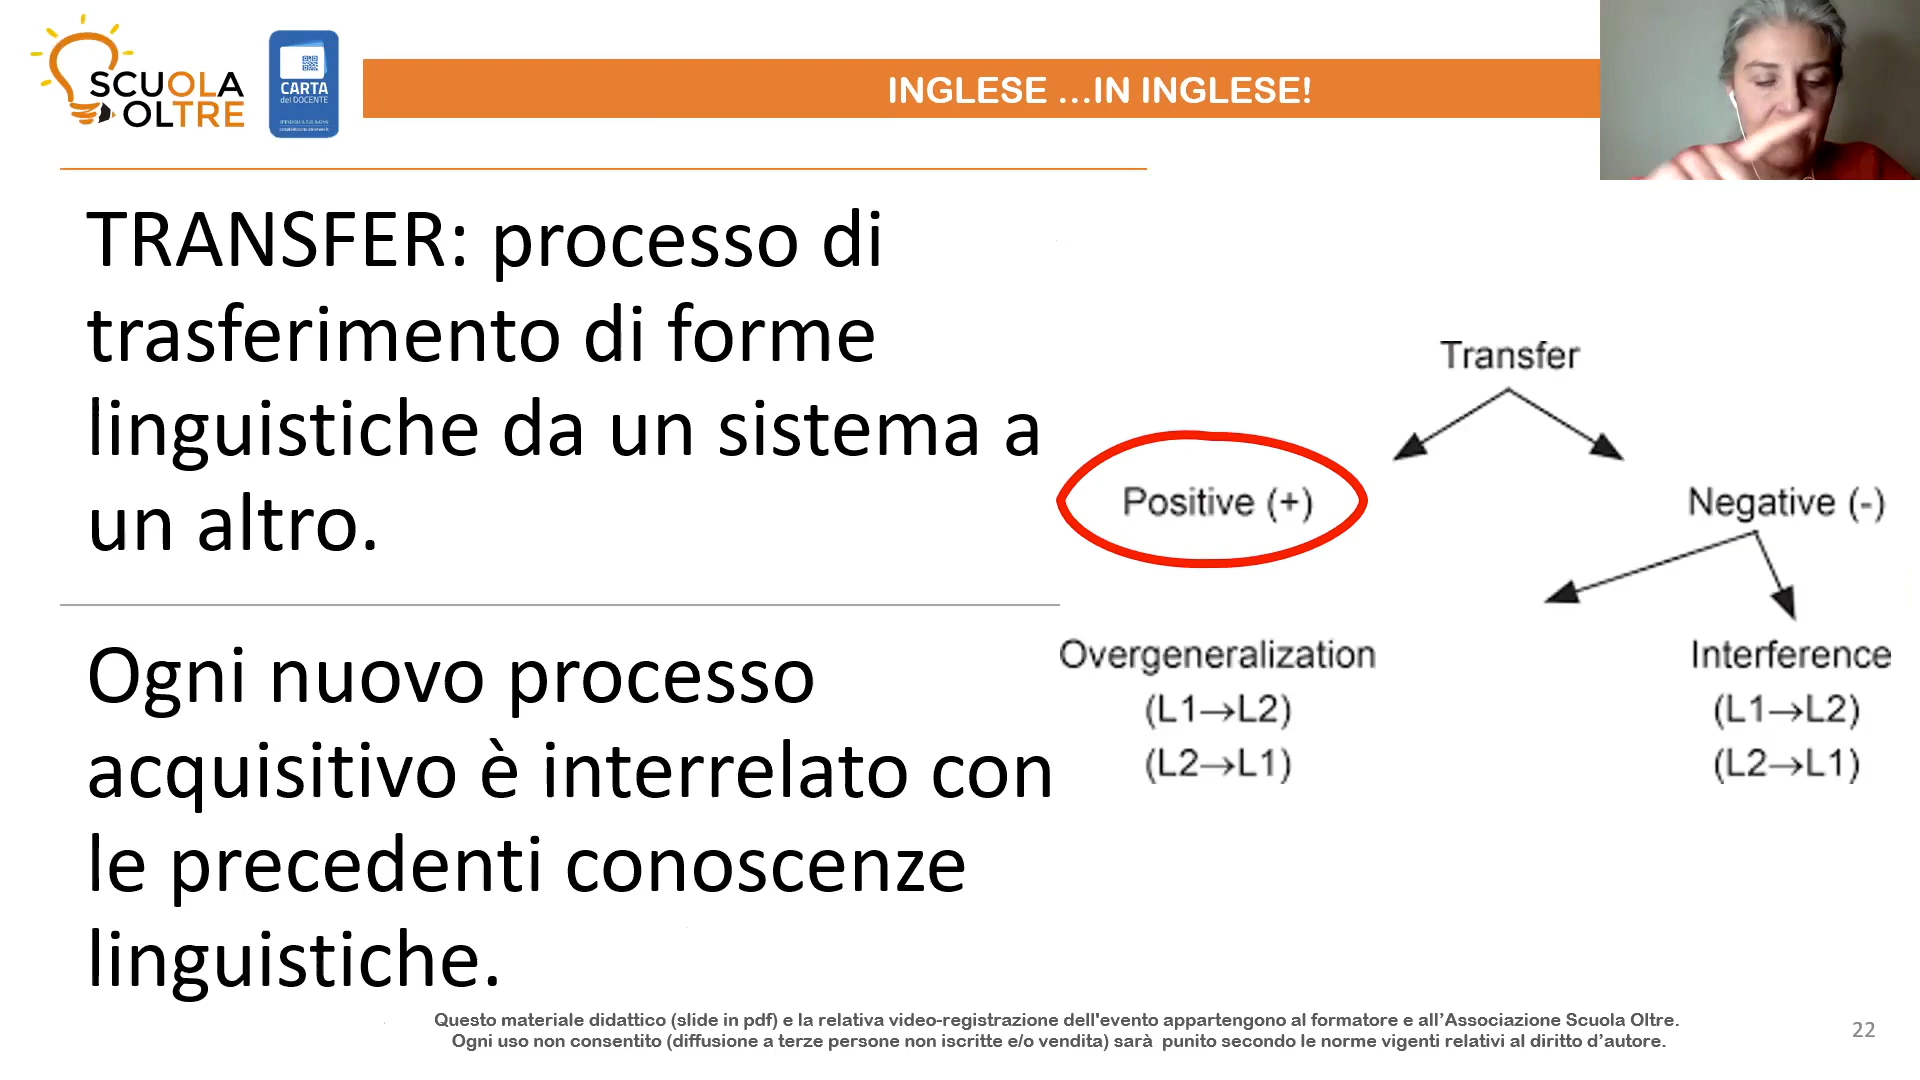 SCUOLA
OLTRE
CARTA
del DOCENTE
INGLESE ...IN INGLESE!
TRANSFER: processo di
trasferimento di forme
linguistiche da un sistema a
un altro.
Ogni nuovo processo
acquisitivo è interrelato con
le precedenti conoscenze
linguistiche.
Transfer
Positive (+)
Negative (-)
Overgeneralization
(L1→L2)
(L2→L1)
Interference
(L1→L2)
(L2→L1)
Questo materiale didattico (slide in pdf) e la relativa video-registrazione dell'evento appartengono al formatore e all’Associazione Scuola Oltre.
Ogni uso non consentito (diffusione a terze persone non iscritte e/o vendita) sarà punito secondo le norme vigenti relativi al diritto d’autore.
22